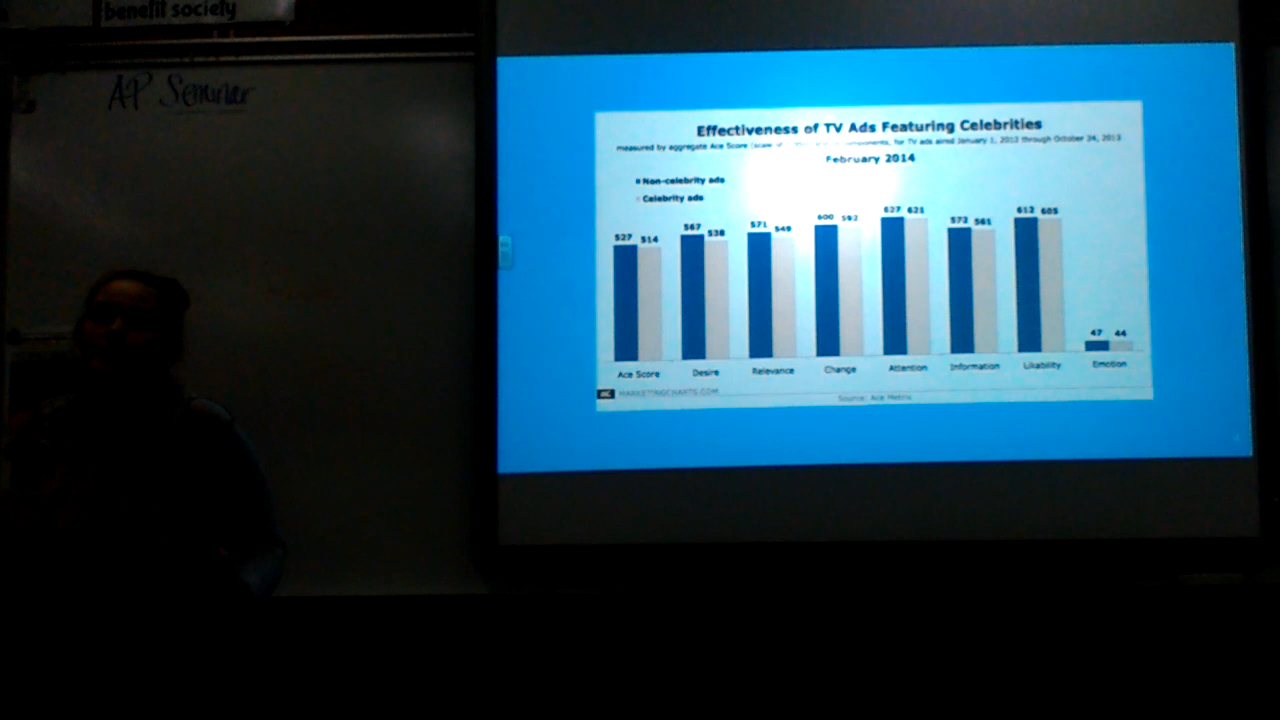 benefit society
AP Seminar
Effectiveness of TV Ads Featuring Celebrities
measured by aggregate Ace Score (scale of components, for TV ads aired January 1, 2012 through October 24, 2013
February 2014
Non-celebrity ads
Celebrity ads
527 514 567 538 571 549 600 592 627 621 572 561 612 605 47 44
Ace Score Desire Relevance Change Attention Information Likability Emotion
MC MARKETINGCHARTS.COM Source: Ace Metrix